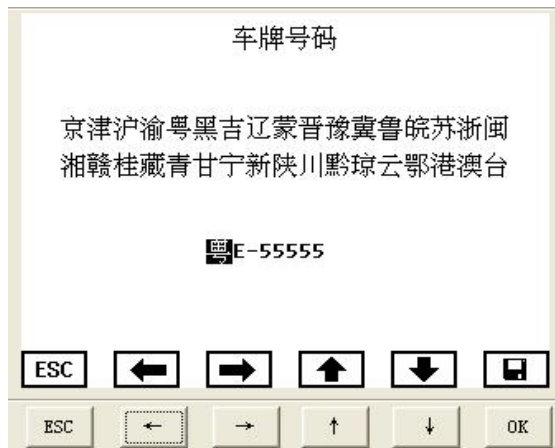 车牌号码
京津沪渝粤黑吉辽蒙晋豫冀鲁皖苏浙闽
湘赣桂藏青甘宁新陕川黔琼云鄂港澳台
粤E-55555
ESC
ESC ← → ↑ ↓ OK